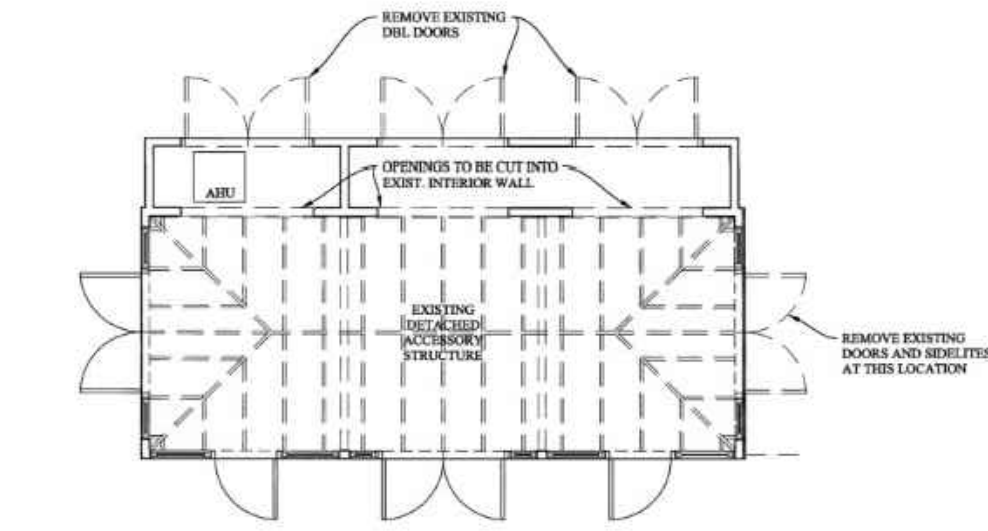 REMOVE EXISTING
DBL DOORS
OPENINGS TO BE CUT INTO
EXIST. INTERIOR WALL
AHU
EXISTING
DETACHED
ACCESSORY
STRUCTURE
REMOVE EXISTING
DOORS AND SIDELITES
AT THIS LOCATION